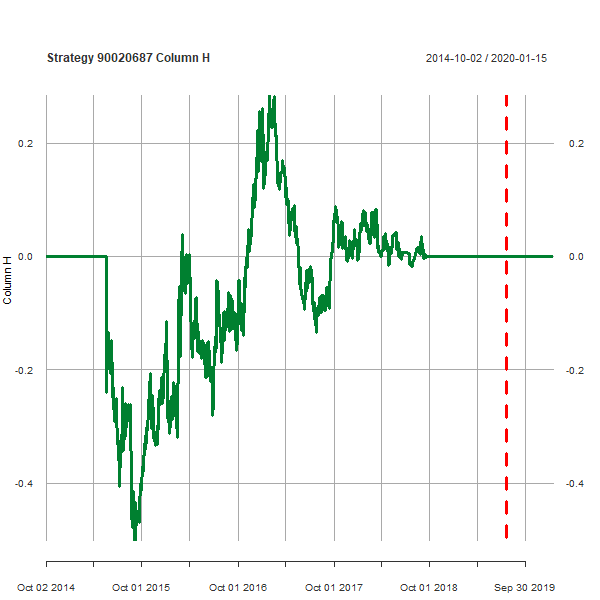 Strategy 90020687 Column H 2014-10-02 / 2020-01-15
0.2 0.2
0.0 0.0
Column H
-0.2 -0.2
-0.4 -0.4
Oct 02 2014 Oct 01 2015 Oct 01 2016 Oct 01 2017 Oct 01 2018 Sep 30 2019